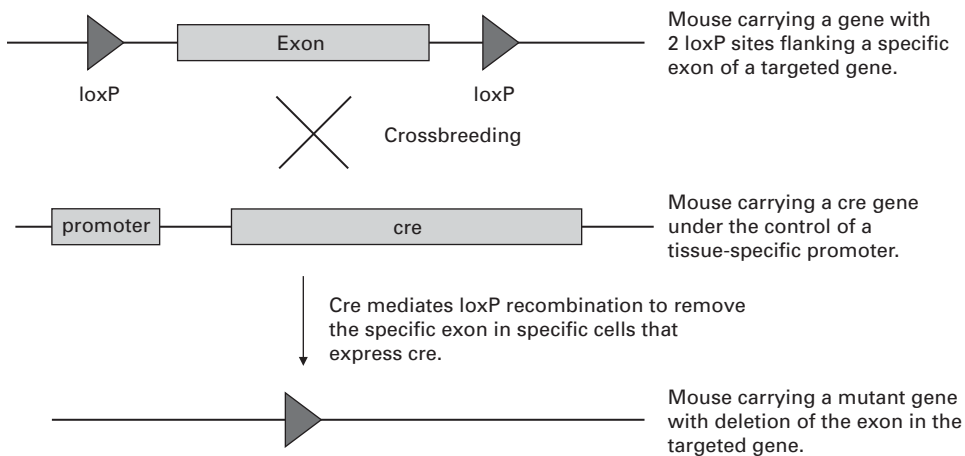 Exon
loxP
loxP
Mouse carrying a gene with
2 loxP sites flanking a specific
exon of a targeted gene.
Crossbreeding
promoter
cre
Mouse carrying a cre gene
under the control of a
tissue-specific promoter.
Cre mediates loxP recombination to remove
the specific exon in specific cells that
express cre.
Mouse carrying a mutant gene
with deletion of the exon in the
targeted gene.